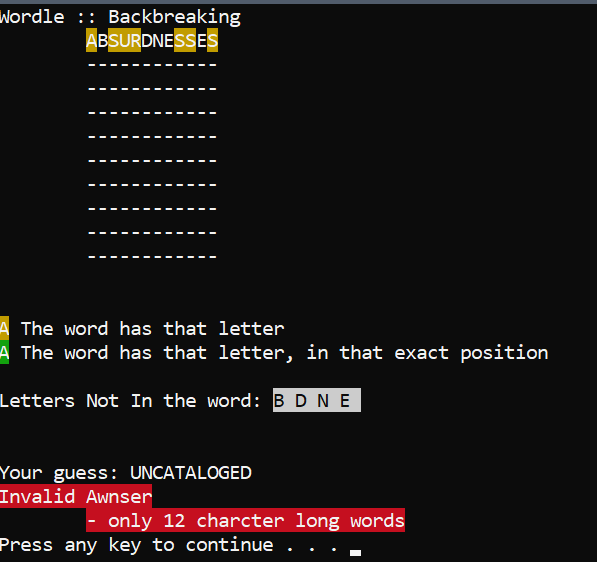 Wordle :: Backbreaking
ABSURDNESSES
------------
------------
------------
------------
------------
------------
------------
------------
------------
A The word has that letter
A The word has that letter, in that exact position
Letters Not In the word: B D N E
Your guess: UNCATALOGED
Invalid Awnser
- only 12 charcter long words
Press any key to continue . . .